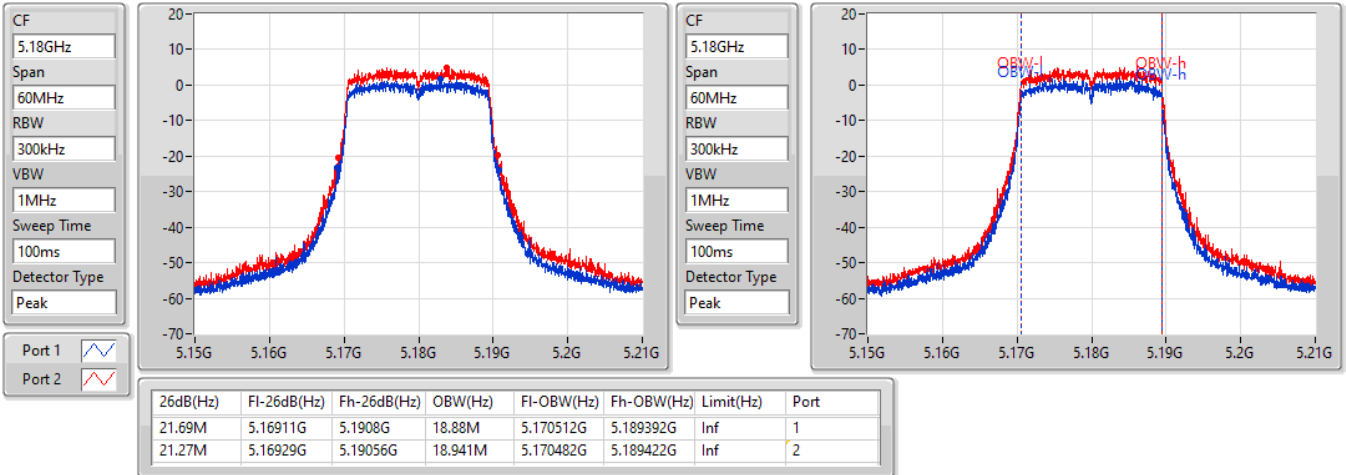 CF
5.18GHz
Span
60MHz
RBW
300kHz
VBW
1MHz
Sweep Time
100ms
Detector Type
Peak
Port 1
Port 2
20
10
0
-10
-20
-30
-40
-50
-60
-70
5.15G 5.16G 5.17G 5.18G 5.19G 5.2G 5.21G
CF
5.18GHz
Span
60MHz
RBW
300kHz
VBW
1MHz
Sweep Time
100ms
Detector Type
Peak
20
10
0
-10
-20
-30
-40
-50
-60
-70
OBW-l OBW-h
OBW-l OBW-h
5.15G 5.16G 5.17G 5.18G 5.19G 5.2G 5.21G
26dB(Hz) Fl-26dB(Hz) Fh-26dB(Hz) OBW(Hz) Fl-OBW(Hz) Fh-OBW(Hz) Limit(Hz) Port
21.69M 5.16911G 5.1908G 18.88M 5.170512G 5.189392G Inf 1
21.27M 5.16929G 5.19056G 18.941M 5.170482G 5.189422G Inf 2